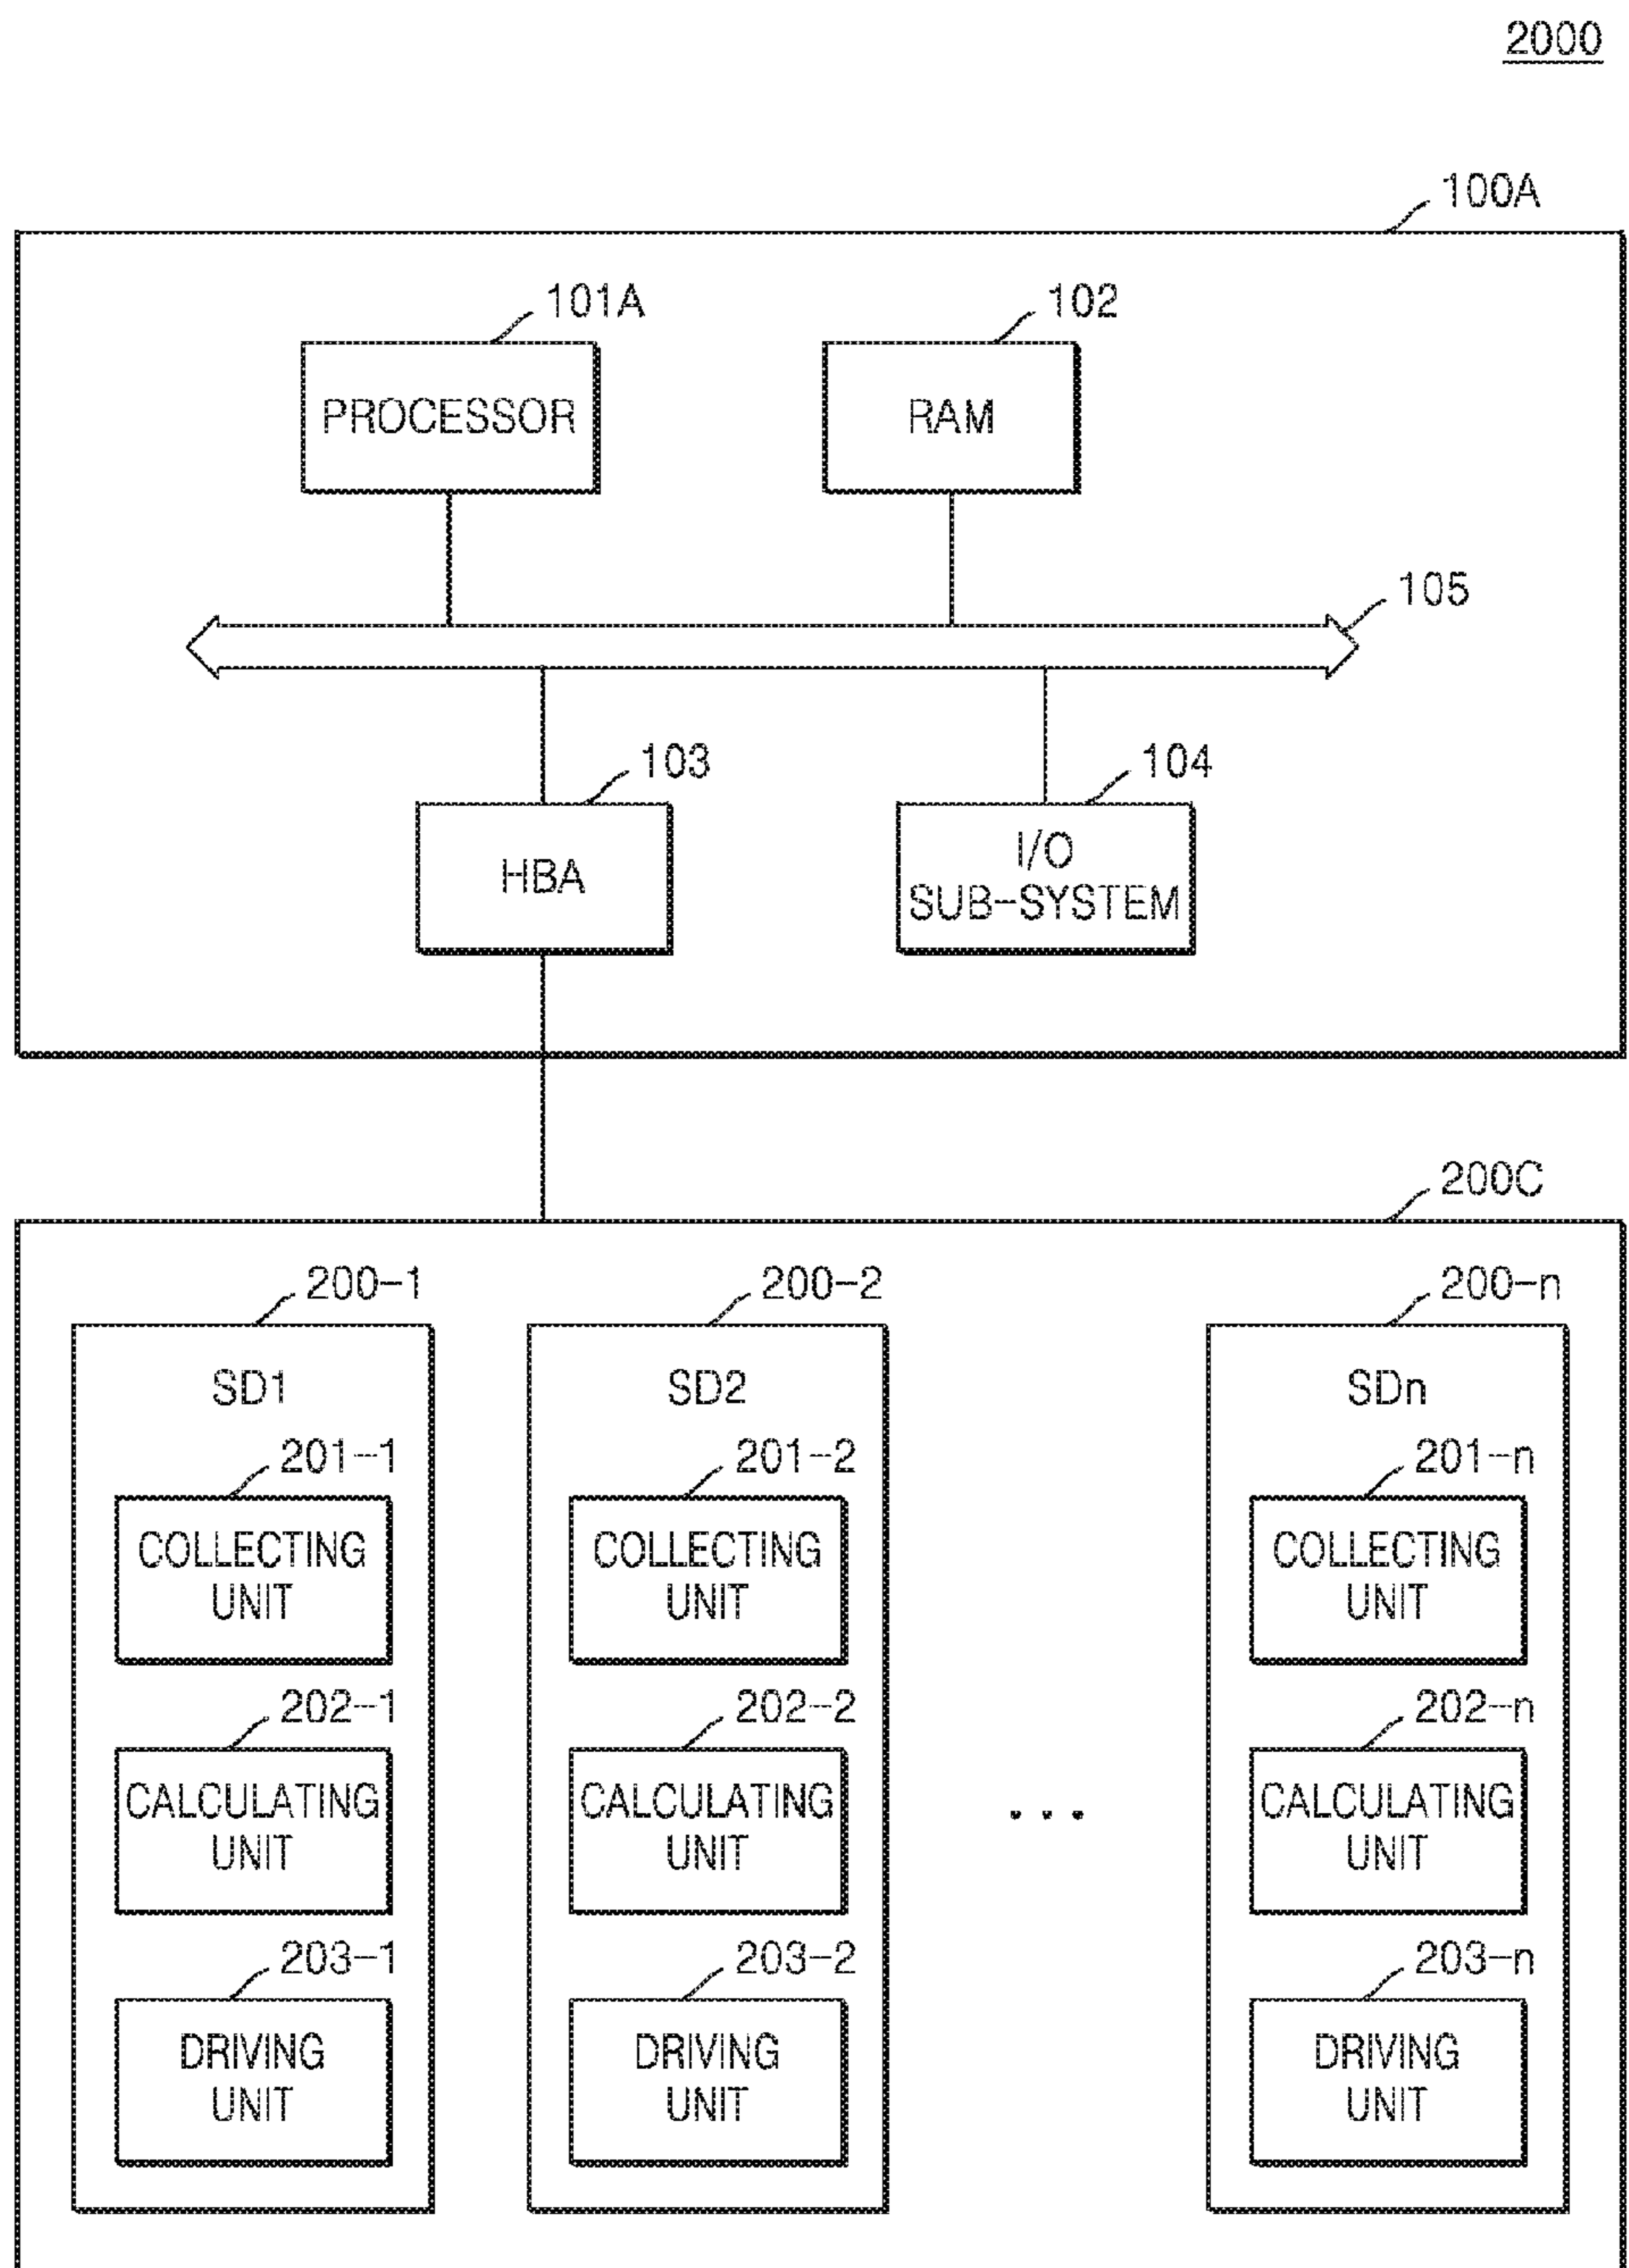 2000
100A
101A
102
PROCESSOR
RAM
105
103
104
HBA
I/O
SUB-SYSTEM
200C
200-1
200-2
200-n
SD1
SD2
SDn
201-1
201-2
201-n
COLLECTING
UNIT
COLLECTING
UNIT
COLLECTING
UNIT
202-1
202-2
202-n
CALCULATING
UNIT
CALCULATING
UNIT
...
CALCULATING
UNIT
203-1
203-2
203-n
DRIVING
UNIT
DRIVING
UNIT
DRIVING
UNIT